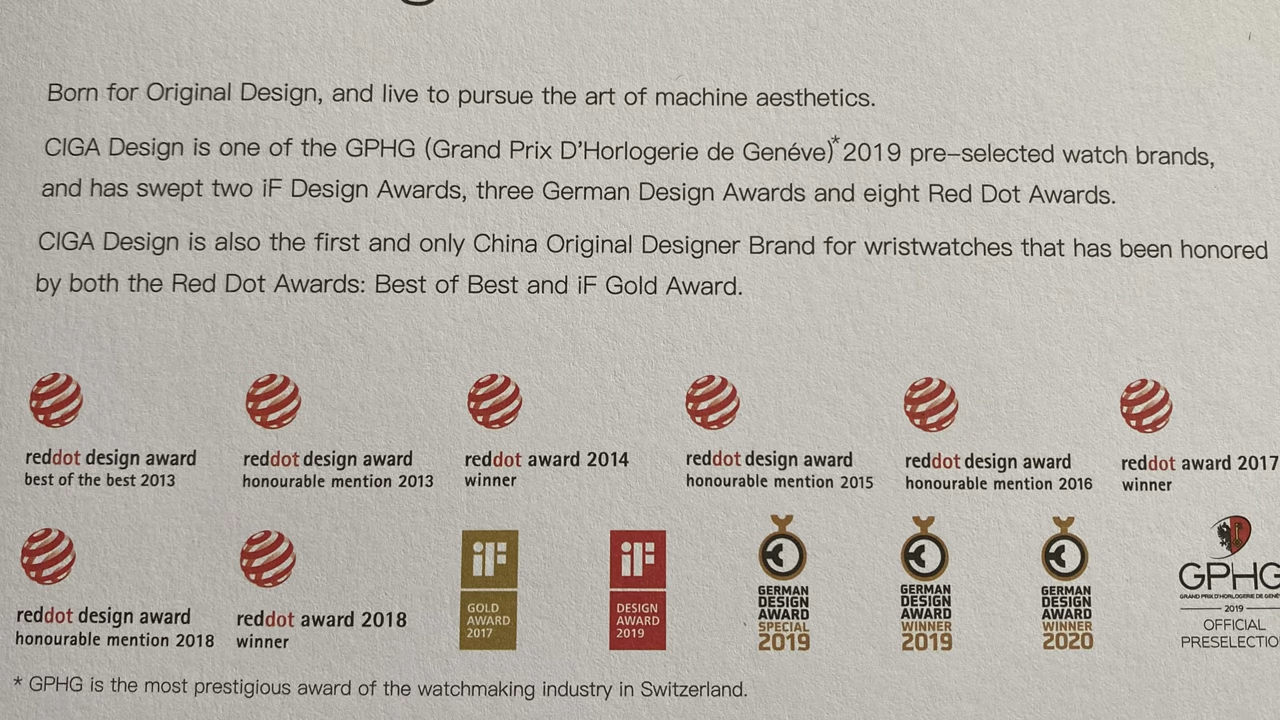 Born for Original Design, and live to pursue the art of machine aesthetics.
CIGA Design is one of the GPHG (Grand Prix D'Horlogerie de Genéve)* 2019 pre-selected watch brands,
and has swept two iF Design Awards, three German Design Awards and eight Red Dot Awards.
CIGA Design is also the first and only China Original Designer Brand for wristwatches that has been honored
by both the Red Dot Awards: Best of Best and iF Gold Award.
reddot design award
best of the best 2013
reddot design award
honourable mention 2013
reddot award 2014
winner
reddot design award
honourable mention 2015
reddot design award
honourable mention 2016
reddot award 2017
winner
reddot design award
honourable mention 2018
reddot award 2018
winner
iF
GOLD
AWARD
2017
iF
DESIGN
AWARD
2019
GERMAN
DESIGN
AWARD
SPECIAL
2019
GERMAN
DESIGN
AWARD
WINNER
2019
GERMAN
DESIGN
AWARD
WINNER
2020
GPHG
GRAND PRIX D'HORLOGERIE DE GENÈ
2019
OFFICIAL
PRESELECTIO
* GPHG is the most prestigious award of the watchmaking industry in Switzerland.